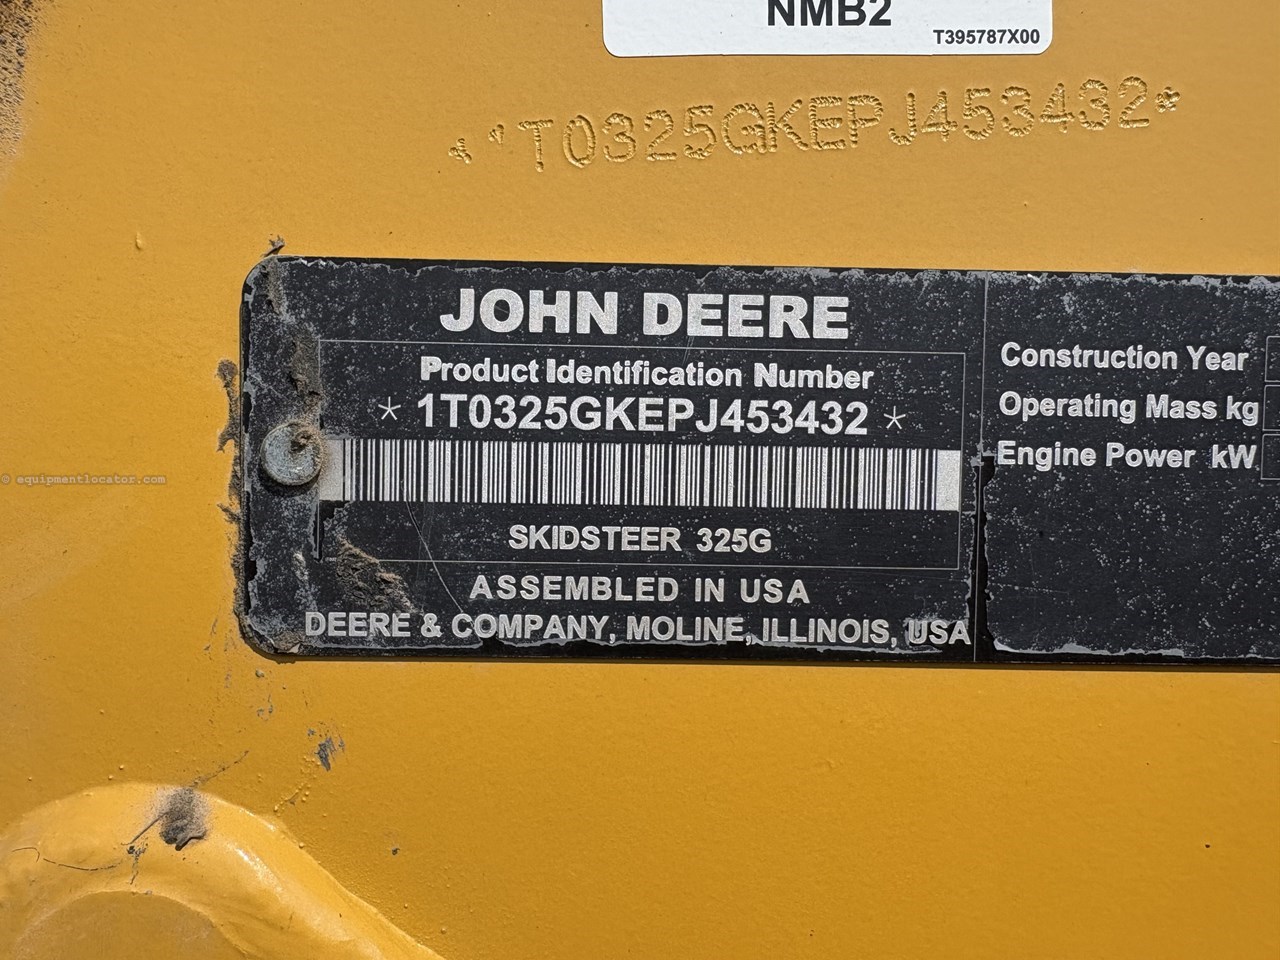 NMB2
T395787X00
T0325GKEPJ453432*
JOHN DEERE
Product Identification Number
* 1T0325GKEPJ453432 *
SKIDSTEER 325G
ASSEMBLED IN USA
DEERE & COMPANY, MOLINE, ILLINOIS, USA
Construction Year
Operating Mass kg
Engine Power kW
© equipmentlocator.com